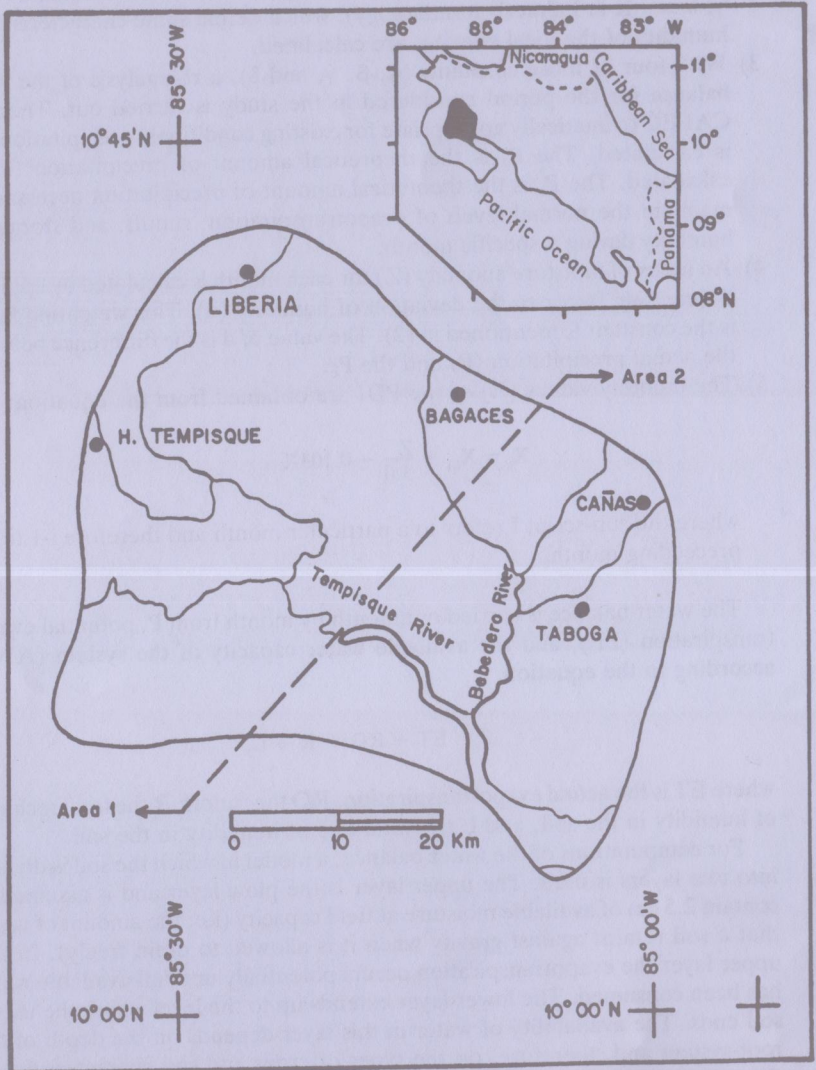 86° 85° 84° 83° W
85° 30' W
Nicaragua
11°
Caribbean Sea
10° 45' N
10°
Pacific Ocean
09°
Panamá
08° N
LIBERIA
Area 2
BAGACES
H. TEMPISQUE
CAÑAS
Tempisque River
Bebedero River
TABOGA
Area I
0 10 20 Km
85° 30' W
85° 00' W
10° 00' N
10° 00' N